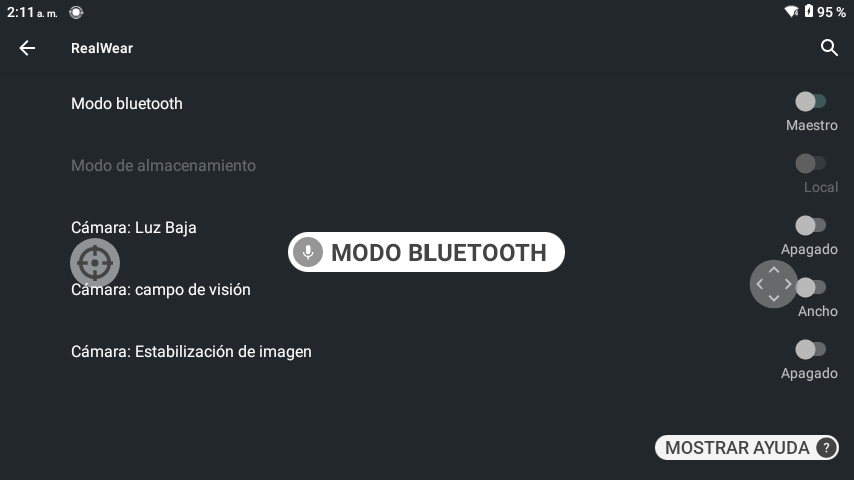 2:11 a. m.
95 %
RealWear
Modo bluetooth
Maestro
Modo de almacenamiento
Local
Cámara: Luz Baja
Apagado
MODO BLUETOOTH
Cámara: campo de visión
Ancho
Cámara: Estabilización de imagen
Apagado
MOSTRAR AYUDA ?